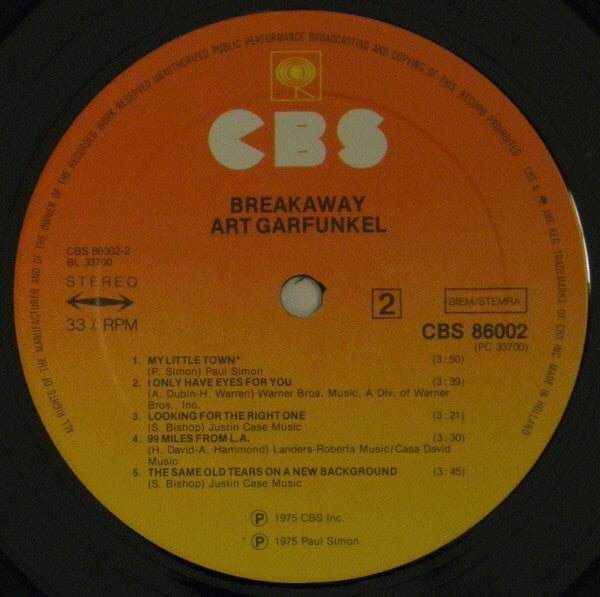 ALL RIGHTS OF THE MANUFACTURER AND OF THE OWNER OF THE RECORDED WORK RESERVED UNAUTHORIZED PUBLIC PERFORMANCE BROADCASTING AND COPYING OF THIS RECORD PROHIBITED CBS & ARE REG. TRADEMARKS OF CBS INC. MADE IN HOLLAND
CBS
BREAKAWAY
ART GARFUNKEL
CBS 86002-2
BL 33700
STEREO
33⅓ RPM
2
BIEM/STEMRA
CBS 86002
(PC 33700)
1. MY LITTLE TOWN* (3:50)
(P. Simon) Paul Simon
2. I ONLY HAVE EYES FOR YOU (3:39)
(A. Dubin-H. Warren) Warner Bros. Music, A Div. of Warner
Bros., Inc.
3. LOOKING FOR THE RIGHT ONE (3:21)
(S. Bishop) Justin Case Music
4. 99 MILES FROM L.A. (3:30)
(H. David-A. Hammond) Landers-Roberts Music/Casa David
Music
5. THE SAME OLD TEARS ON A NEW BACKGROUND (3:45)
(S. Bishop) Justin Case Music
℗ 1975 CBS Inc.
* ℗ 1975 Paul Simon